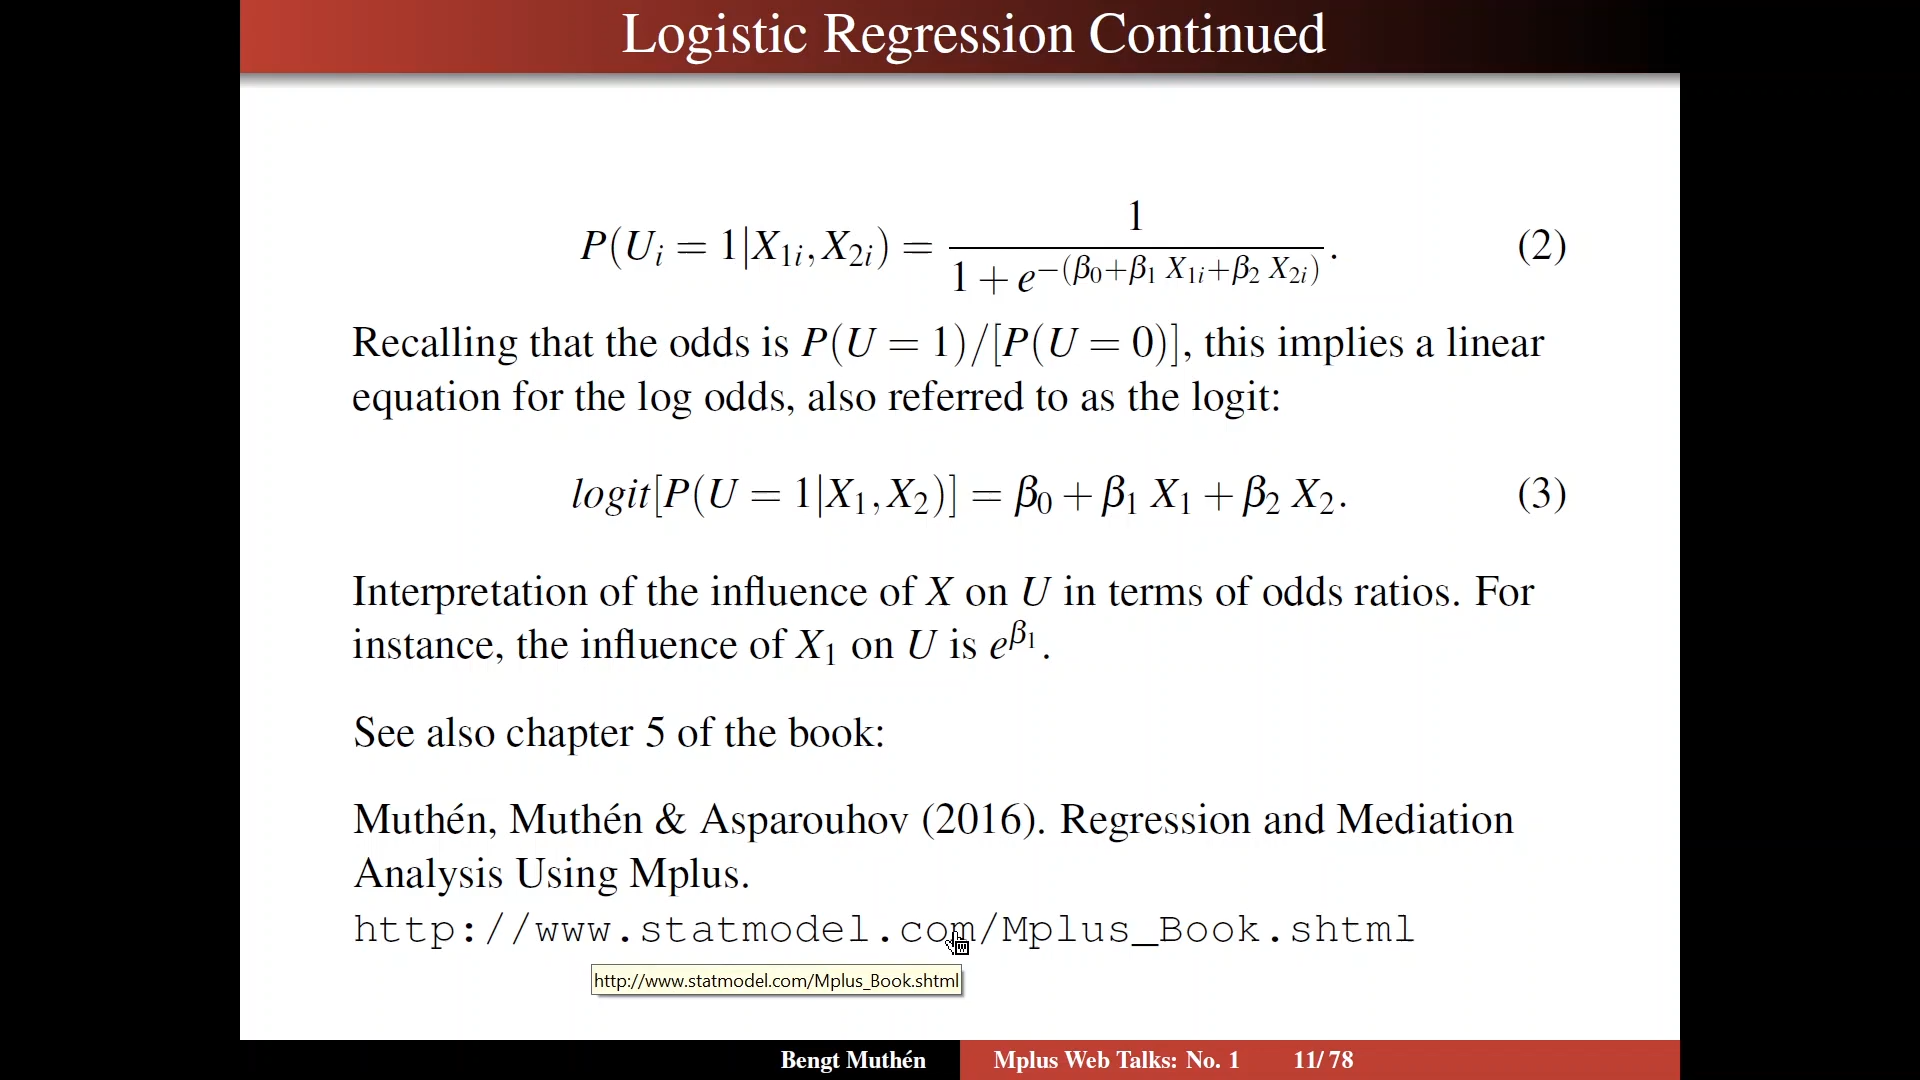 Logistic Regression Continued
P(U_i = 1|X_{1i}, X_{2i}) = \frac{1}{1 + e^{-(β_0+β_1 X_{1i}+β_2 X_{2i})}}. (2)
Recalling that the odds is P(U = 1)/[P(U = 0)], this implies a linear
equation for the log odds, also referred to as the logit:
logit[P(U = 1|X_1, X_2)] = β_0 + β_1 X_1 + β_2 X_2. (3)
Interpretation of the influence of X on U in terms of odds ratios. For
instance, the influence of X_1 on U is e^{β_1}.
See also chapter 5 of the book:
Muthén, Muthén & Asparouhov (2016). Regression and Mediation
Analysis Using Mplus.
http://www.statmodel.com/Mplus_Book.shtml
http://www.statmodel.com/Mplus_Book.shtml
Bengt Muthén Mplus Web Talks: No. 1 11/ 78